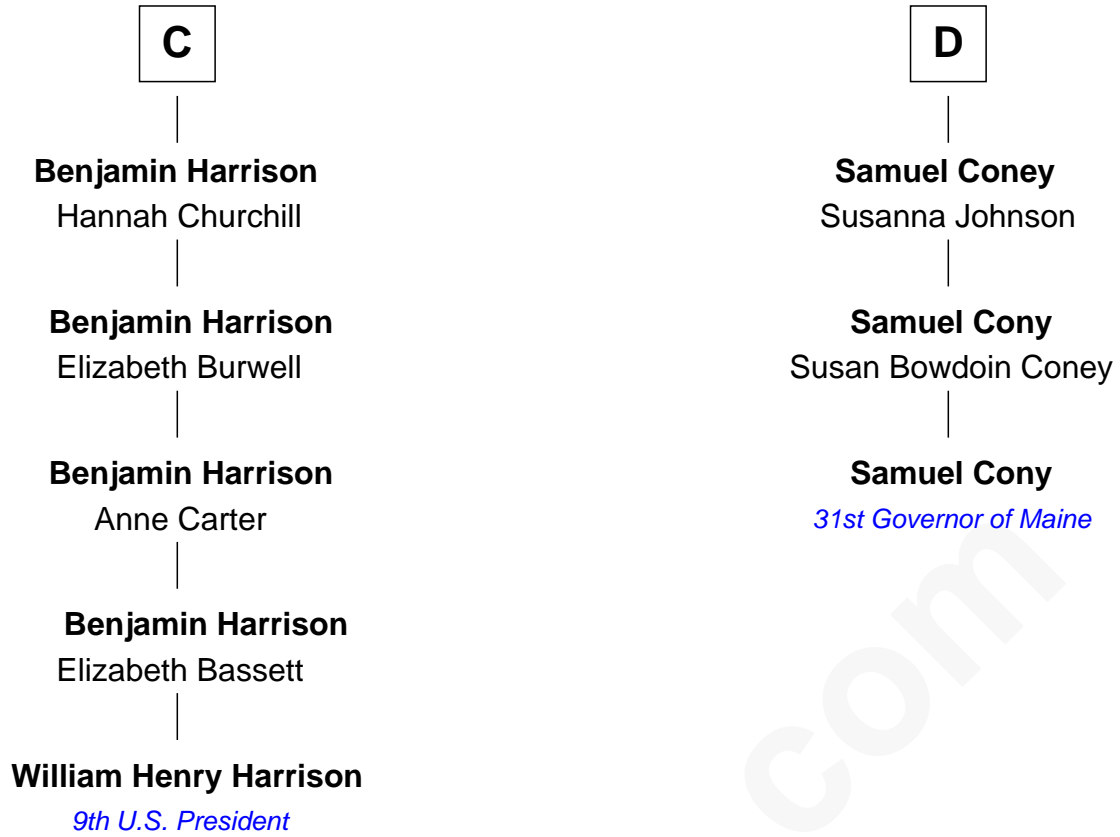 C
Benjamin Harrison
Hannah Churchill
Benjamin Harrison
Elizabeth Burwell
Benjamin Harrison
Anne Carter
Benjamin Harrison
Elizabeth Bassett
William Henry Harrison
9th U.S. President
D
Samuel Coney
Susanna Johnson
Samuel Cony
Susan Bowdoin Coney
Samuel Cony
31st Governor of Maine
com